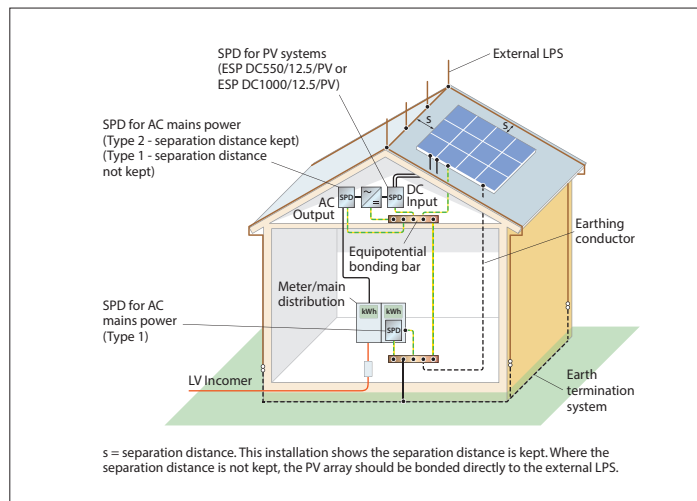 SPD for PV systems
(ESP DC550/12.5/PV or
ESP DC1000/12.5/PV)
External LPS
SPD for AC mains power
(Type 2 - separation distance kept)
(Type 1 - separation distance
not kept)
s
s
SPD
~
=
SPD
AC
Output
DC
Input
Equipotential
bonding bar
Earthing
conductor
Meter/main
distribution
kWh
kWh
SPD
SPD for AC
mains power
(Type 1)
LV Incomer
Earth
termination
system
s = separation distance. This installation shows the separation distance is kept. Where the
separation distance is not kept, the PV array should be bonded directly to the external LPS.